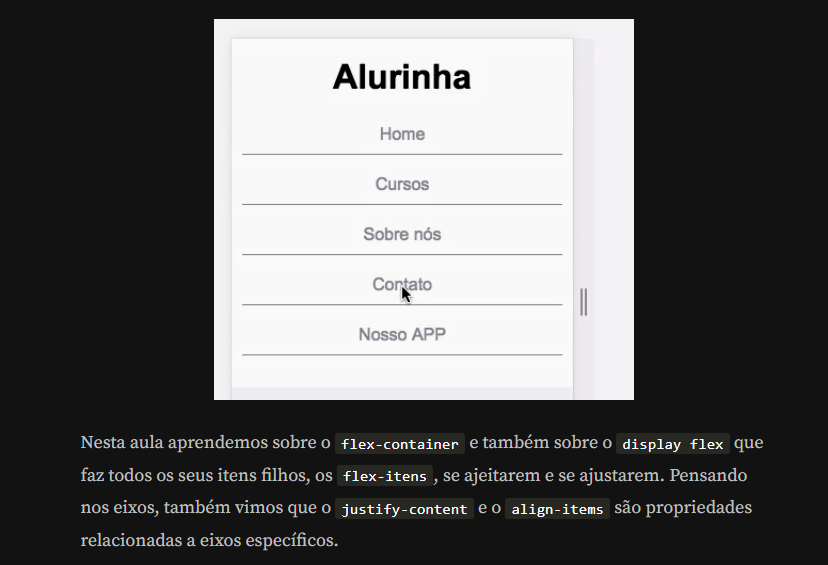 Alurinha
Home
Cursos
Sobre nós
Contato
Nosso APP
Nesta aula aprendemos sobre o flex-container e também sobre o display flex que
faz todos os seus itens filhos, os flex-itens, se ajeitarem e se ajustarem. Pensando
nos eixos, também vimos que o justify-content e o align-items são propriedades
relacionadas a eixos específicos.